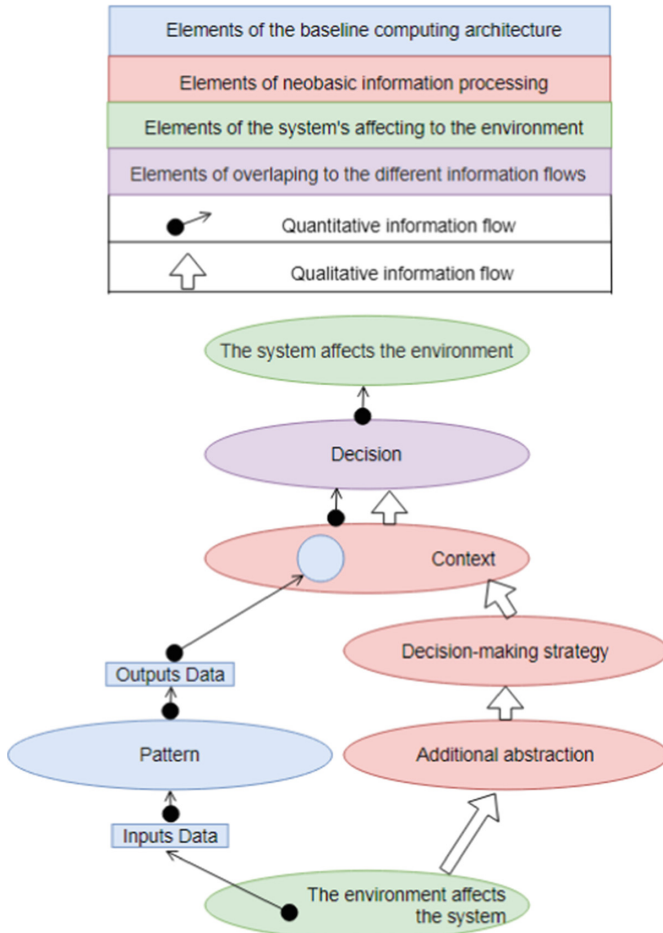 Elements of the baseline computing architecture
Elements of neobasic information processing
Elements of the system's affecting to the environment
Elements of overlaping to the different information flows
Quantitative information flow
Qualitative information flow
The system affects the environment
Decision
Context
Decision-making strategy
Outputs Data
Pattern
Additional abstraction
Inputs Data
The environment affects
the system